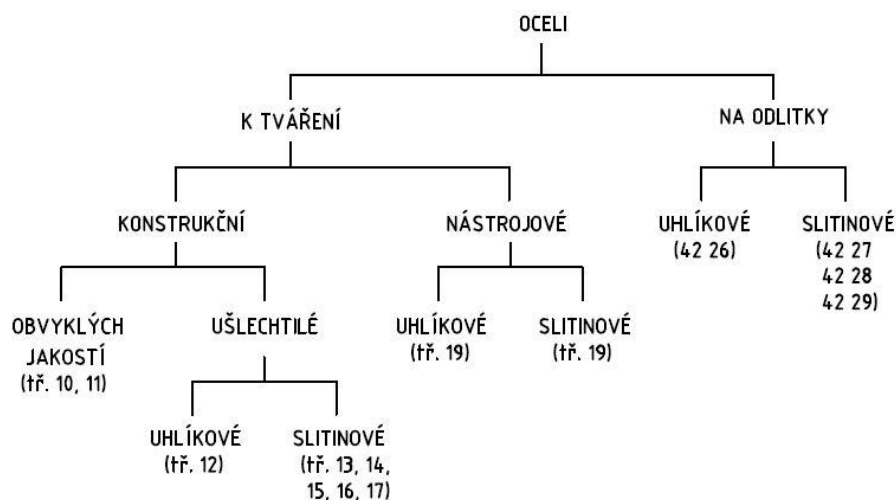 OCELI
K TVÁŘENÍ
NA ODLITKY
KONSTRUKČNÍ
NÁSTROJOVÉ
UHLÍKOVÉ
(42 26)
SLITINOVÉ
(42 27
42 28
42 29)
OBVYKLÝCH
JAKOSTÍ
(tř. 10, 11)
UŠLECHTILÉ
UHLÍKOVÉ
(tř. 19)
SLITINOVÉ
(tř. 19)
UHLÍKOVÉ
(tř. 12)
SLITINOVÉ
(tř. 13, 14,
15, 16, 17)